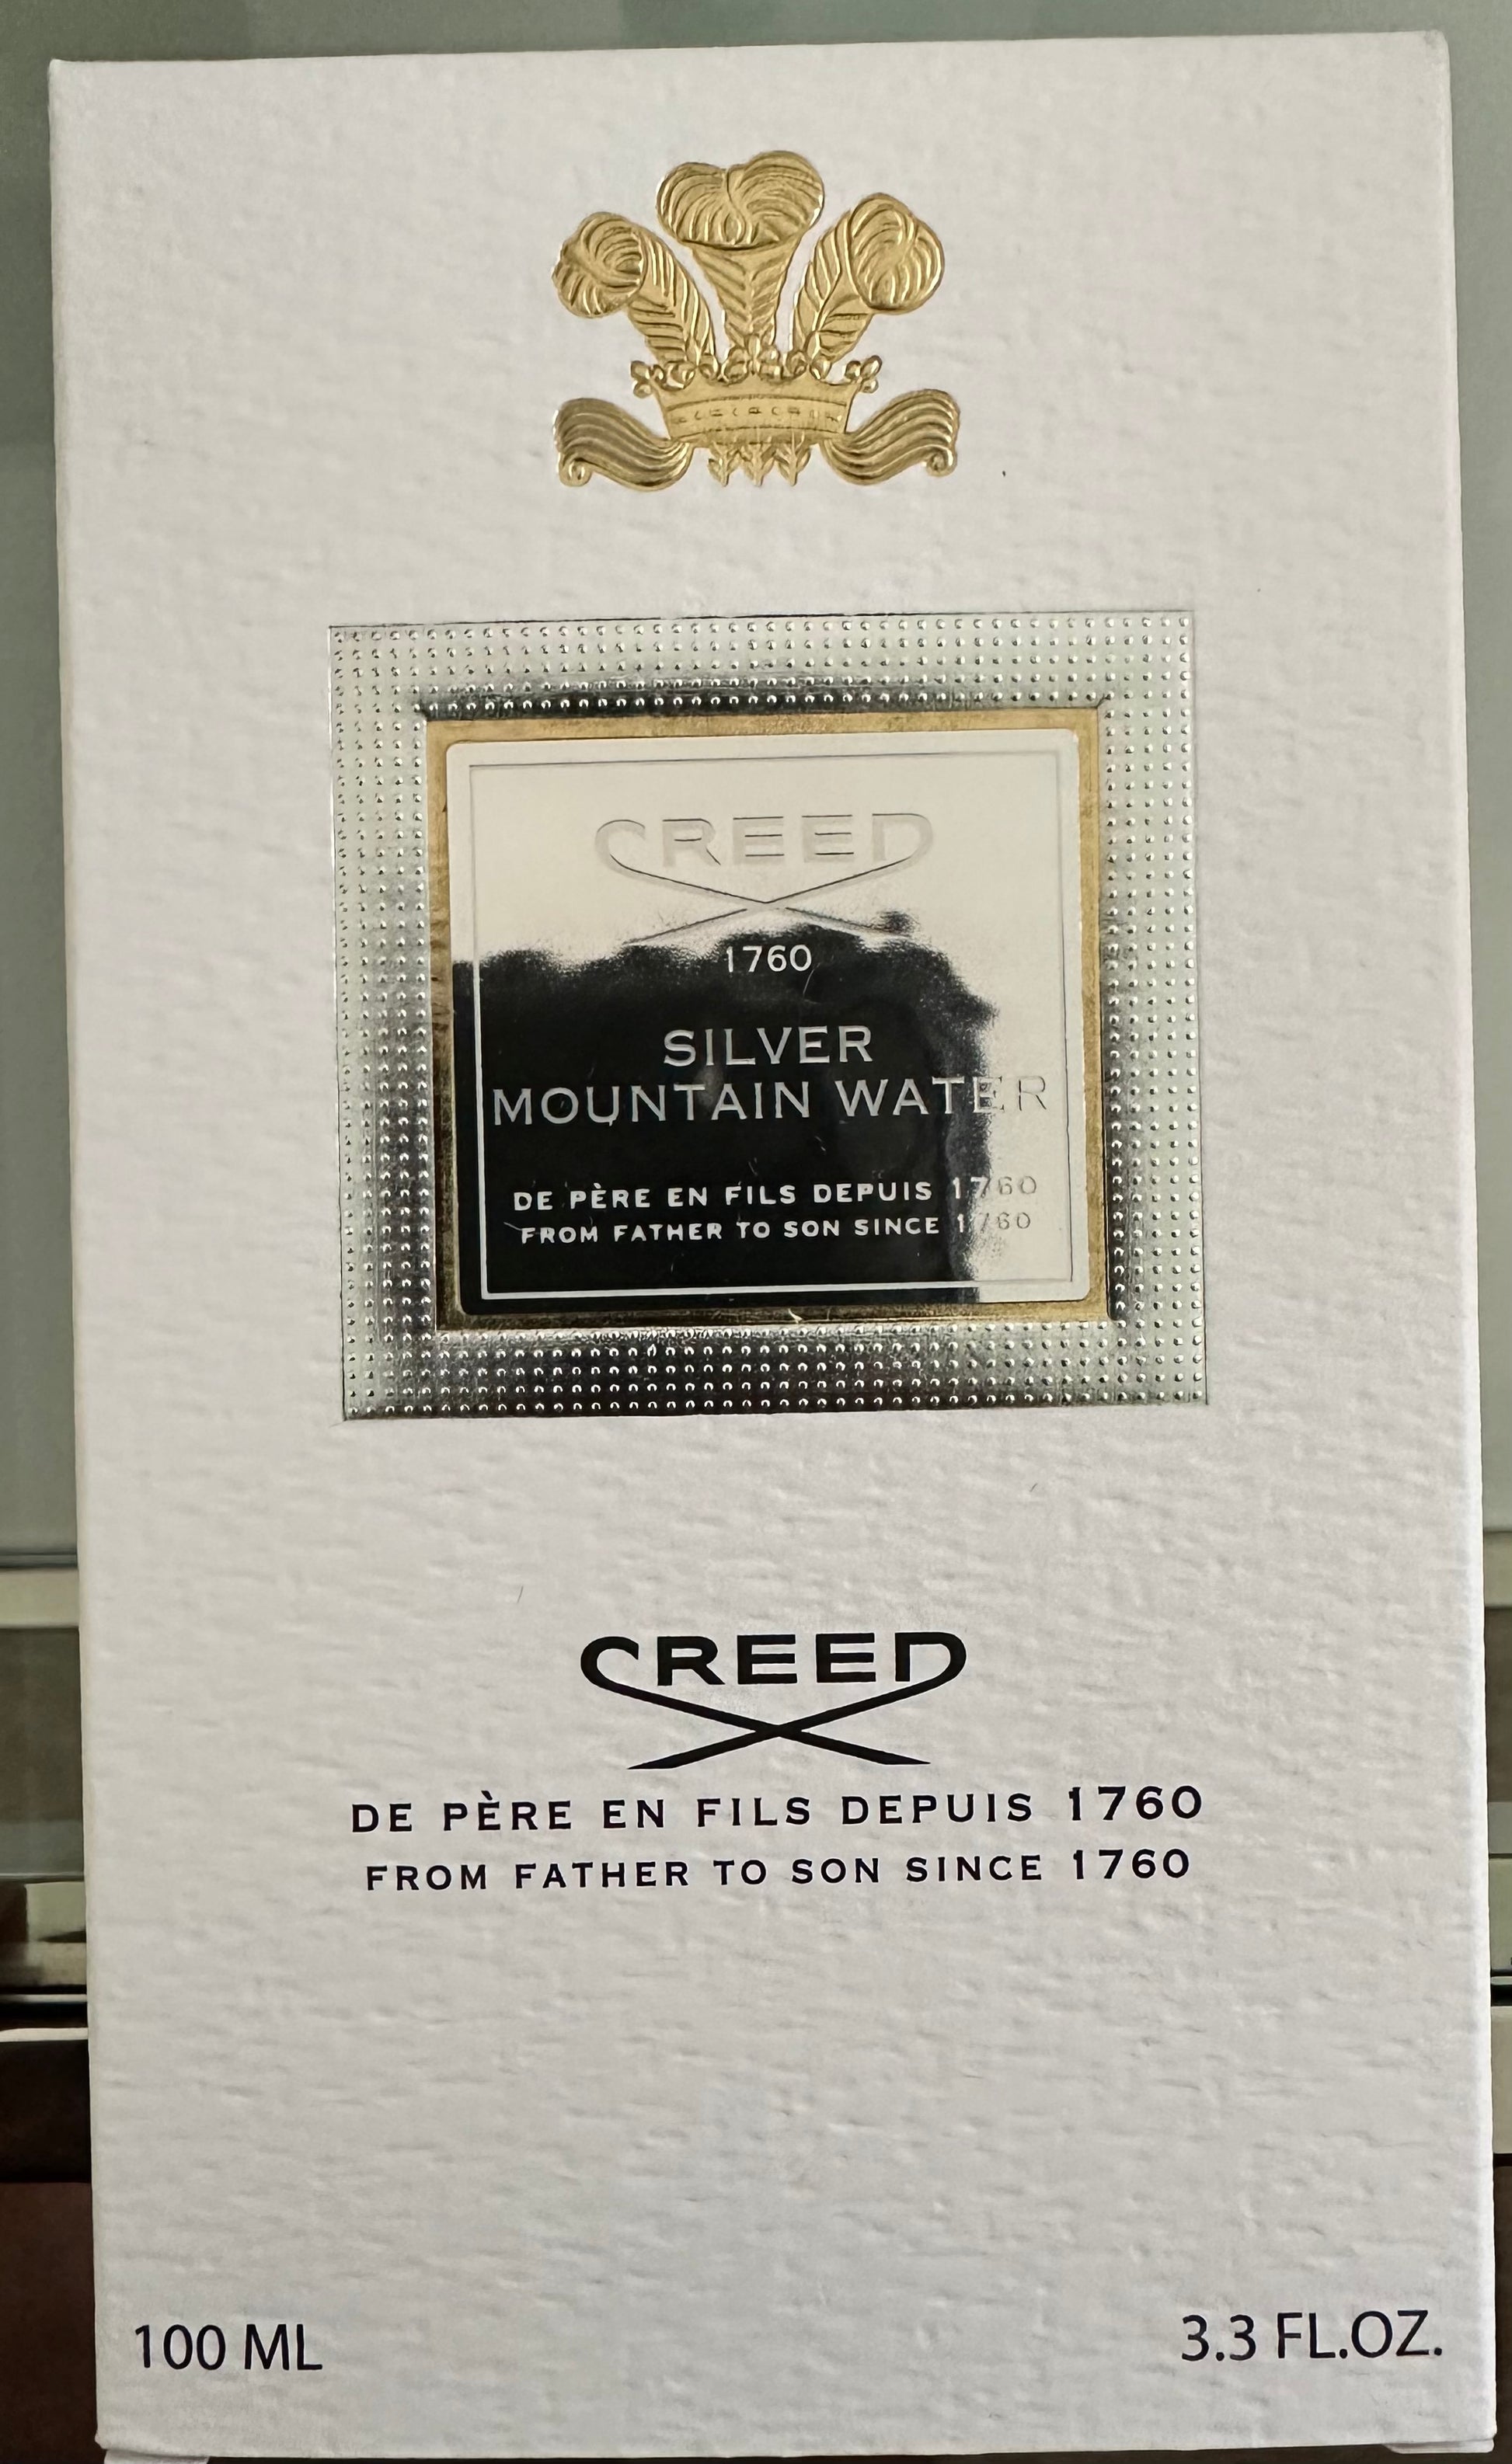 CREED
1760
SILVER
MOUNTAIN WATER
DE PÈRE EN FILS DEPUIS 1760
FROM FATHER TO SON SINCE 1760
CREED
DE PÈRE EN FILS DEPUIS 1760
FROM FATHER TO SON SINCE 1760
100 ML 3.3 FL.OZ.